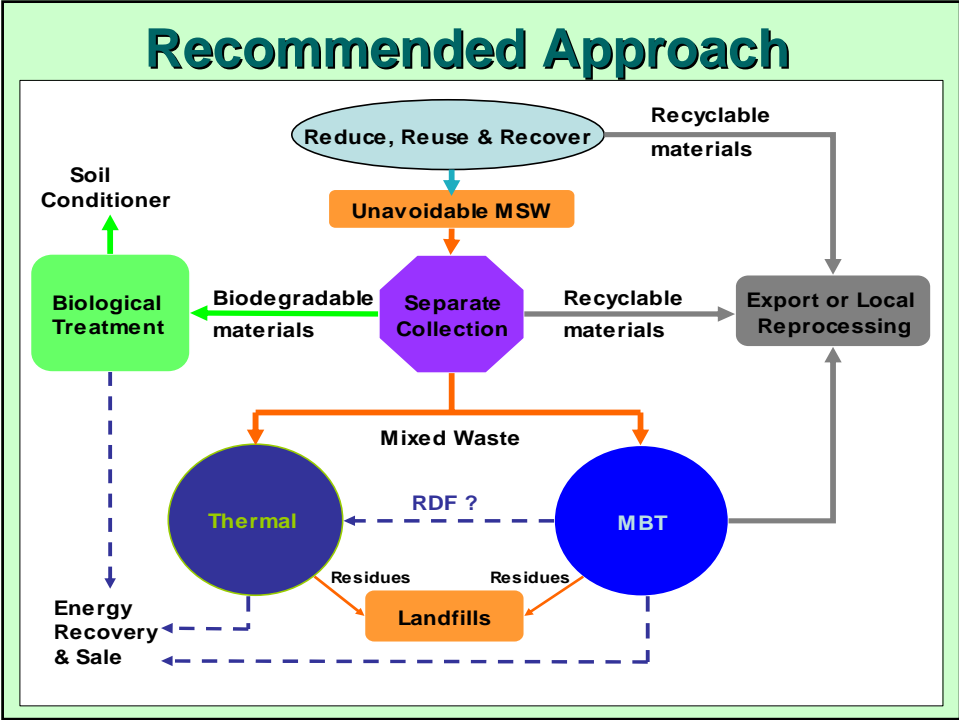 Recommended Approach
Reduce, Reuse & Recover
Recyclable
materials
Soil
Conditioner
Unavoidable MSW
Biological
Treatment
Biodegradable
materials
Separate
Collection
Recyclable
materials
Export or Local
Reprocessing
Mixed Waste
Thermal
RDF ?
MBT
Residues
Residues
Landfills
Energy
Recovery
& Sale